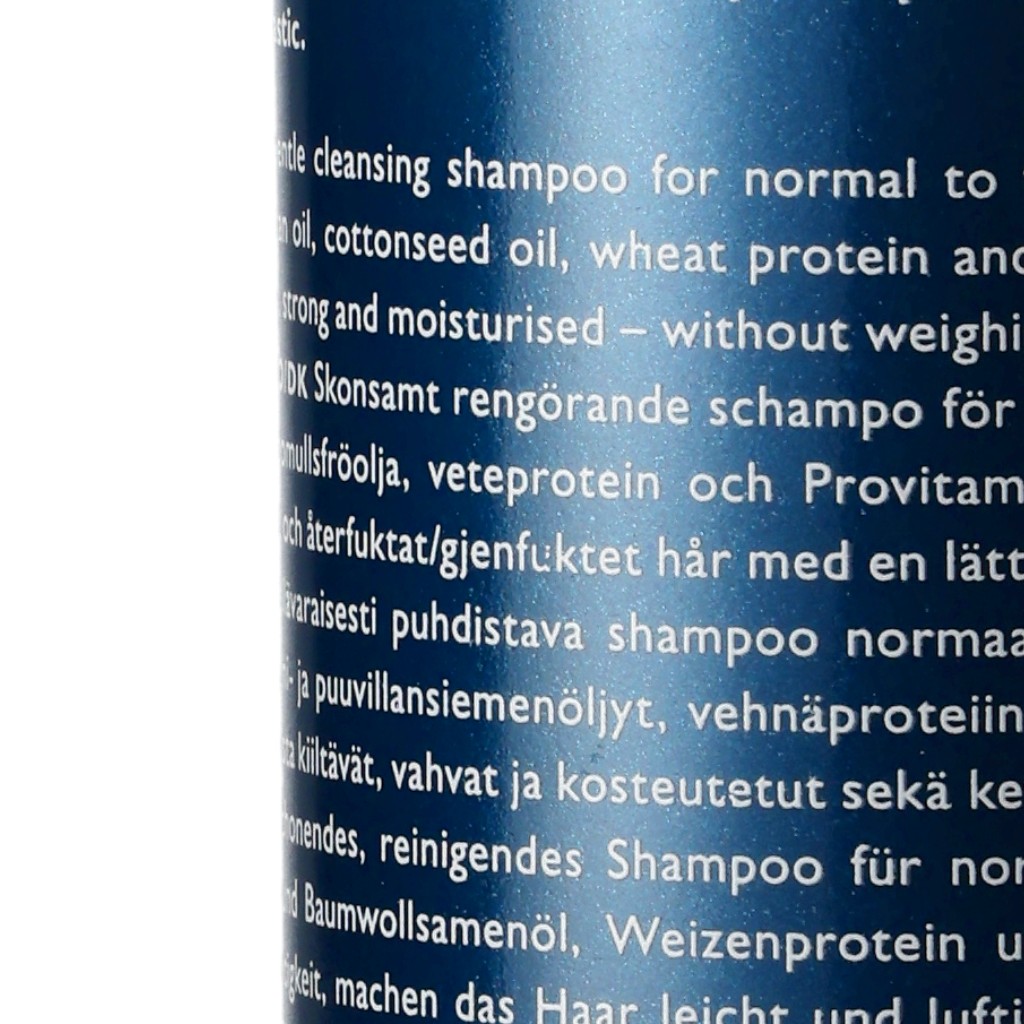 stic.
cleansing shampoo for normal to
oil, cottonseed oil, wheat protein and
strong and moisturised – without weighi
DK Skonsamt rengörande schampo för
omullsfröolja, veteprotein och Provitam
och återfuktat/gjenfuktet hår med en lätt
varaisesti puhdistava shampoo normaa
ja puuvillansiemenöljyt, vehnäproteiin
kiiltävät, vahvat ja kosteutetut sekä ke
onendes, reinigendes Shampoo für nor
Baumwollsamenöl, Weizenprotein u
gkeit, machen das Haar leicht und lufti